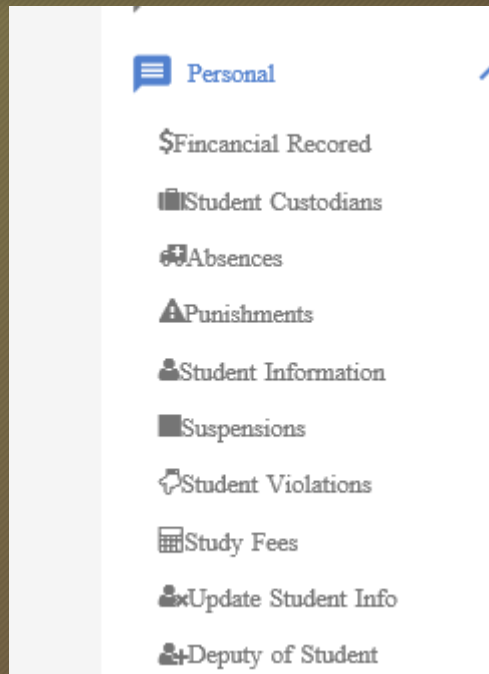 Personal
Fincancial Recored
Student Custodians
Absences
Punishments
Student Information
Suspensions
Student Violations
Study Fees
Update Student Info
Deputy of Student